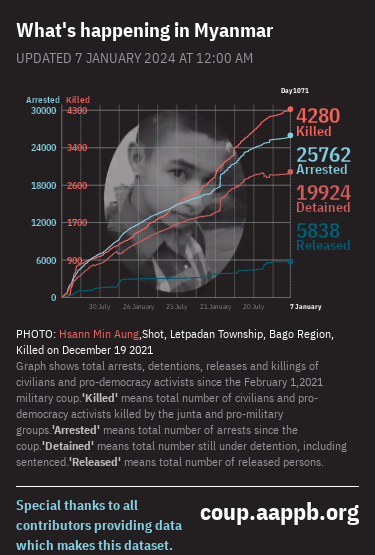 What's happening in Myanmar
UPDATED 7 JANUARY 2024 AT 12:00 AM
Day1071
Arrested Killed
30000 4300
4280
Killed
24000 3400
25762
Arrested
18000 2600
19924
Detained
12000 1700
5838
Released
6000 900
0
30 July 26 January 25 July 21 January 20 July 7 January
PHOTO: Hsann Min Aung,Shot, Letpadan Township, Bago Region,
Killed on December 19 2021
Graph shows total arrests, detentions, releases and killings of
civilians and pro-democracy activists since the February 1,2021
military coup.'Killed' means total number of civilians and pro-
democracy activists killed by the junta and pro-military
groups.'Arrested' means total number of arrests since the
coup.'Detained' means total number still under detention, including
sentenced.'Released' means total number of released persons.
Special thanks to all
contributors providing data
which makes this dataset.
coup.aappb.org